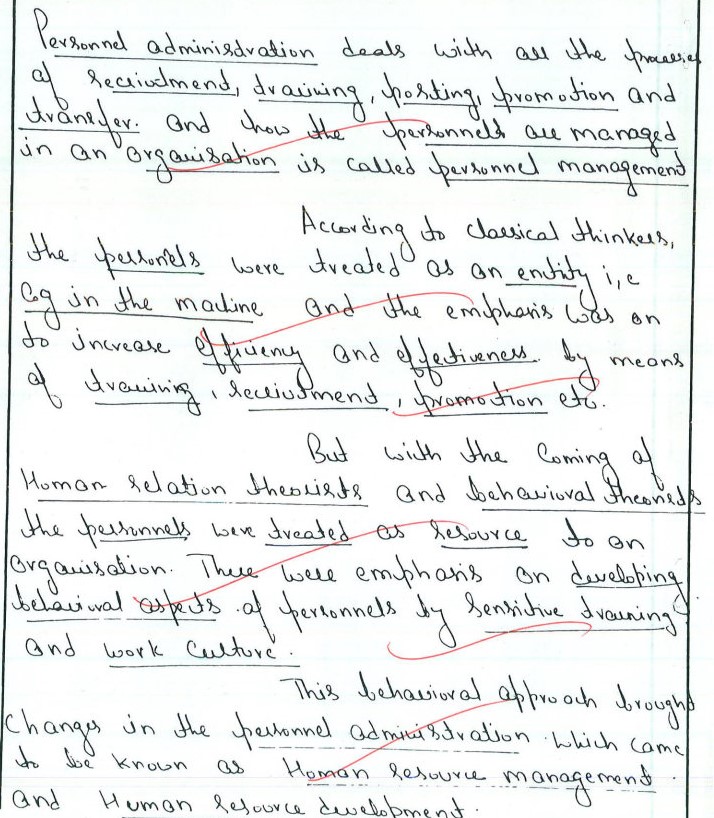 Personnel administration deals with all the processes
of recruitment, training, posting, promotion and
transfer. And how the personnels are managed
in an organisation is called personnel management
According to classical thinkers,
the personnels were treated as an entity i,e
Cog in the machine and the emphasis was on
to increase efficiency and effectiveness. by means
of training, recruitment, promotion etc.
But with the coming of
Human relation theorists and behavioural theorists
the personnels were treated as resource to an
organisation. There were emphasis on developing
behavioural aspects of personnels by sensitive training
and work culture.
This behavioral approach brought
changes in the personnel administration which came
to be known as Human resource management.
and Human resource development.